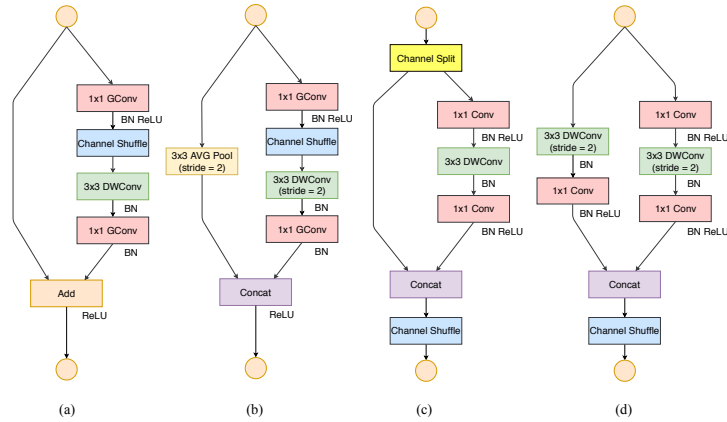 1x1 GConv
BN ReLU
Channel Shuffle
3x3 DWConv
BN
1x1 GConv
BN
Add
ReLU
(a)
3x3 AVG Pool
(stride = 2)
1x1 GConv
BN ReLU
Channel Shuffle
3x3 DWConv
(stride = 2)
BN
1x1 GConv
BN
Concat
ReLU
(b)
Channel Split
1x1 Conv
BN ReLU
3x3 DWConv
BN
1x1 Conv
BN ReLU
Concat
Channel Shuffle
(c)
3x3 DWConv
(stride = 2)
BN
1x1 Conv
BN ReLU
1x1 Conv
BN ReLU
3x3 DWConv
(stride = 2)
BN
1x1 Conv
BN ReLU
Concat
Channel Shuffle
(d)